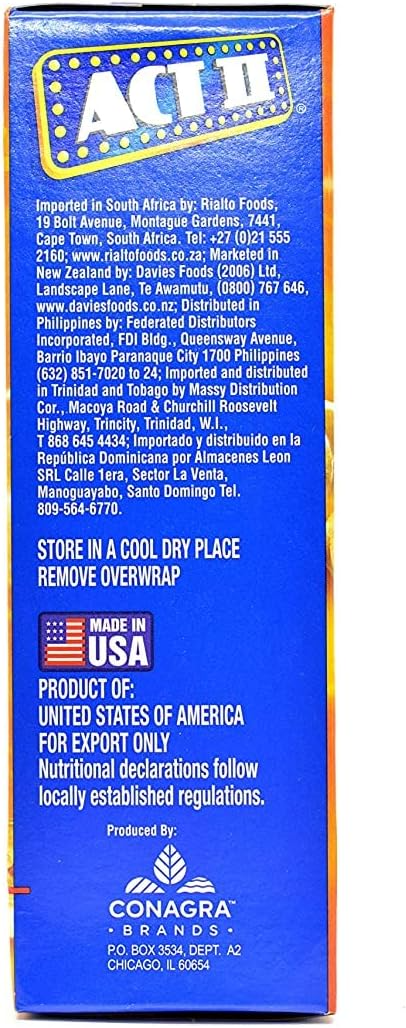 ACT II®
Imported in South Africa by: Rialto Foods,
19 Bolt Avenue, Montague Gardens, 7441,
Cape Town, South Africa. Tel: +27 (0)21 555
2160; www.rialtofoods.co.za; Marketed in
New Zealand by: Davies Foods (2006) Ltd,
Landscape Lane, Te Awamutu, (0800) 767 646,
www.daviesfoods.co.nz; Distributed in
Philippines by: Federated Distributors
Incorporated, FDI Bldg., Queensway Avenue,
Barrio Ibayo Paranaque City 1700 Philippines
(632) 851-7020 to 24; Imported and distributed
in Trinidad and Tobago by Massy Distribution
Cor., Macoya Road & Churchill Roosevelt
Highway, Trincity, Trinidad, W.I.,
T 868 645 4434; Importado y distribuido en la
República Dominicana por Almacenes Leon
SRL Calle 1era, Sector La Venta,
Manoguayabo, Santo Domingo Tel.
809-564-6770.
STORE IN A COOL DRY PLACE
REMOVE OVERWRAP
MADE IN
USA
PRODUCT OF:
UNITED STATES OF AMERICA
FOR EXPORT ONLY
Nutritional declarations follow
locally established regulations.
Produced By:
CONAGRA™
BRANDS
P.O. BOX 3534, DEPT. A2
CHICAGO, IL 60654